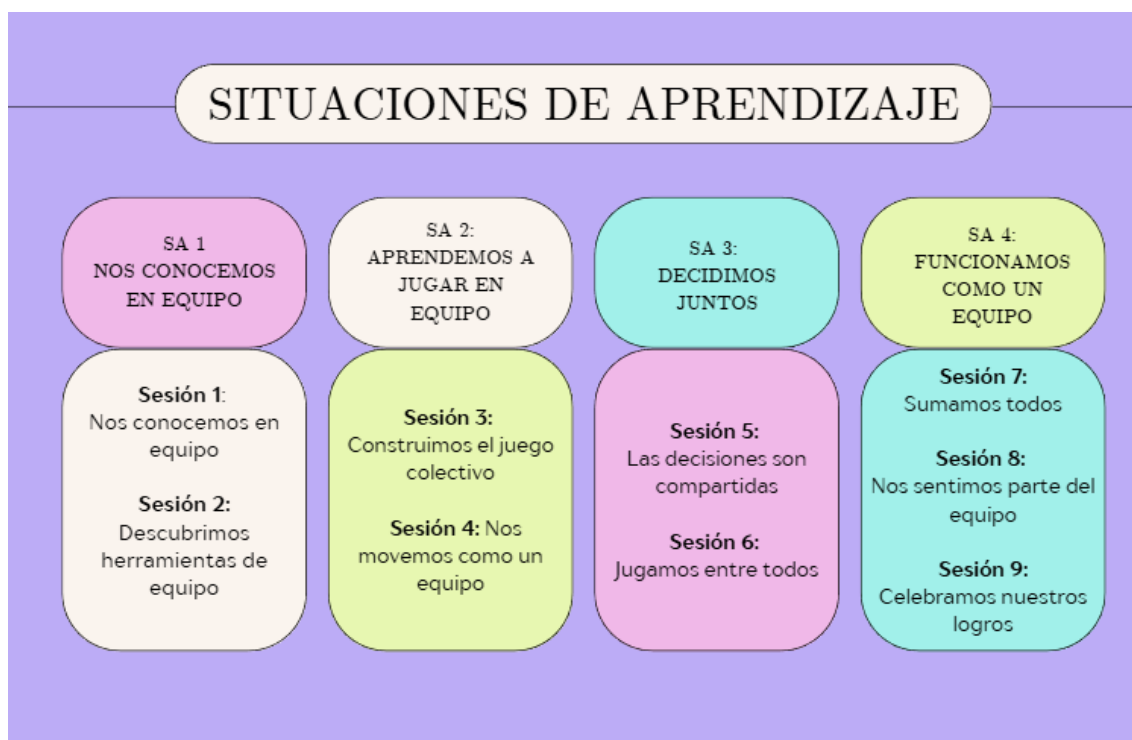 SITUACIONES DE APRENDIZAJE
SA 1
NOS CONOCEMOS
EN EQUIPO
Sesión 1:
Nos conocemos en
equipo
Sesión 2:
Descubrimos
herramientas de
equipo
SA 2:
APRENDEMOS A
JUGAR EN
EQUIPO
Sesión 3:
Construimos el juego
colectivo
Sesión 4: Nos
movemos como un
equipo
SA 3:
DECIDIMOS
JUNTOS
Sesión 5:
Las decisiones son
compartidas
Sesión 6:
Jugamos entre todos
SA 4:
FUNCIONAMOS
COMO UN
EQUIPO
Sesión 7:
Sumamos todos
Sesión 8:
Nos sentimos parte del
equipo
Sesión 9:
Celebramos nuestros
logros